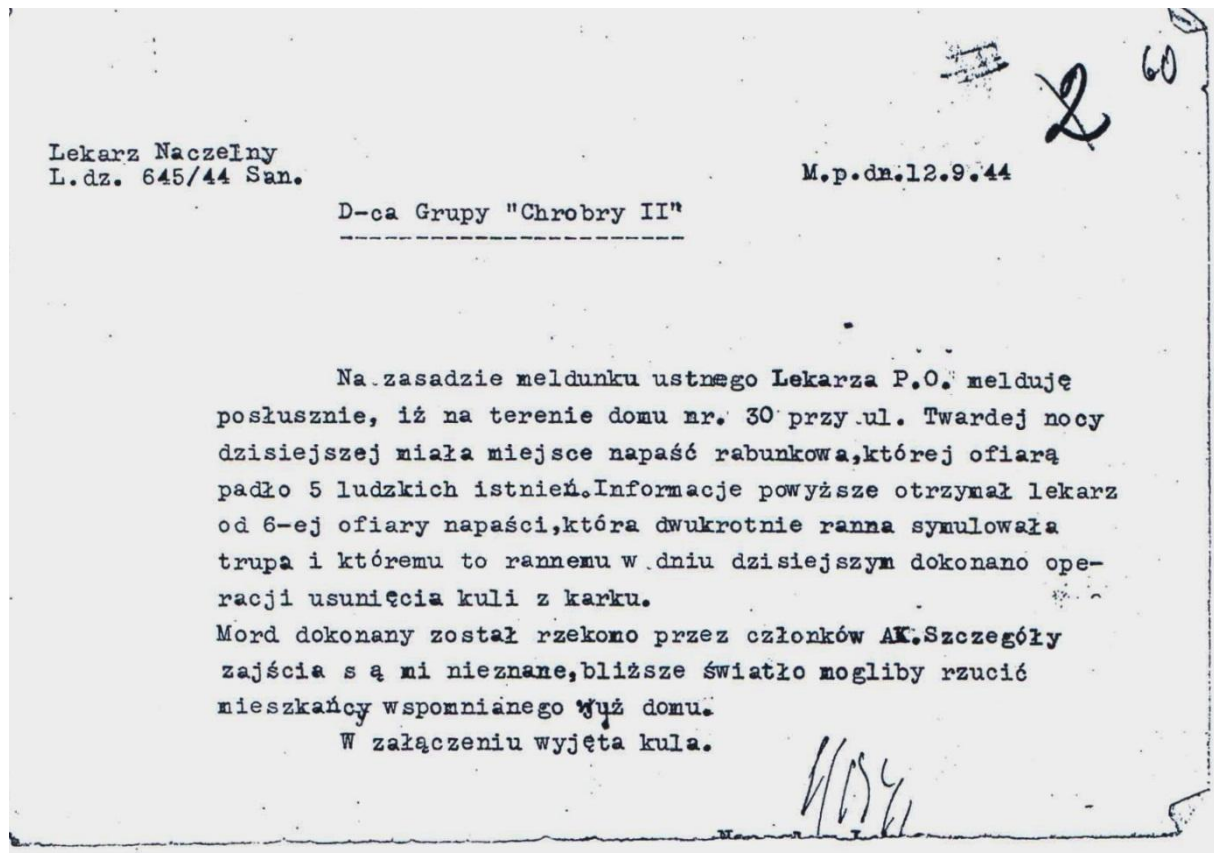 60
2
Lekarz Naczelny
L.dz. 645/44 San.
M.p.dn.12.9.44
D-ca Grupy "Chrobry II"
Na zasadzie meldunku ustnego Lekarza P.O. melduję
posłusznie, iż na terenie domu nr. 30 przy ul. Twardej nocy
dzisiejszej miała miejsce napaść rabunkowa,której ofiarą
padło 5 ludzkich istnień.Informacje powyższe otrzymał lekarz
od 6-ej ofiary napaści,która dwukrotnie ranna symulowała
trupa i któremu to rannemu w dniu dzisiejszym dokonano ope-
racji usunięcia kuli z karku.
Mord dokonany został rzekomo przez członków AK.Szczegóły
zajścia s ą mi nieznane,bliższe światło mogliby rzucić
mieszkańcy wspomnianego już domu.
W załączeniu wyjęta kula.